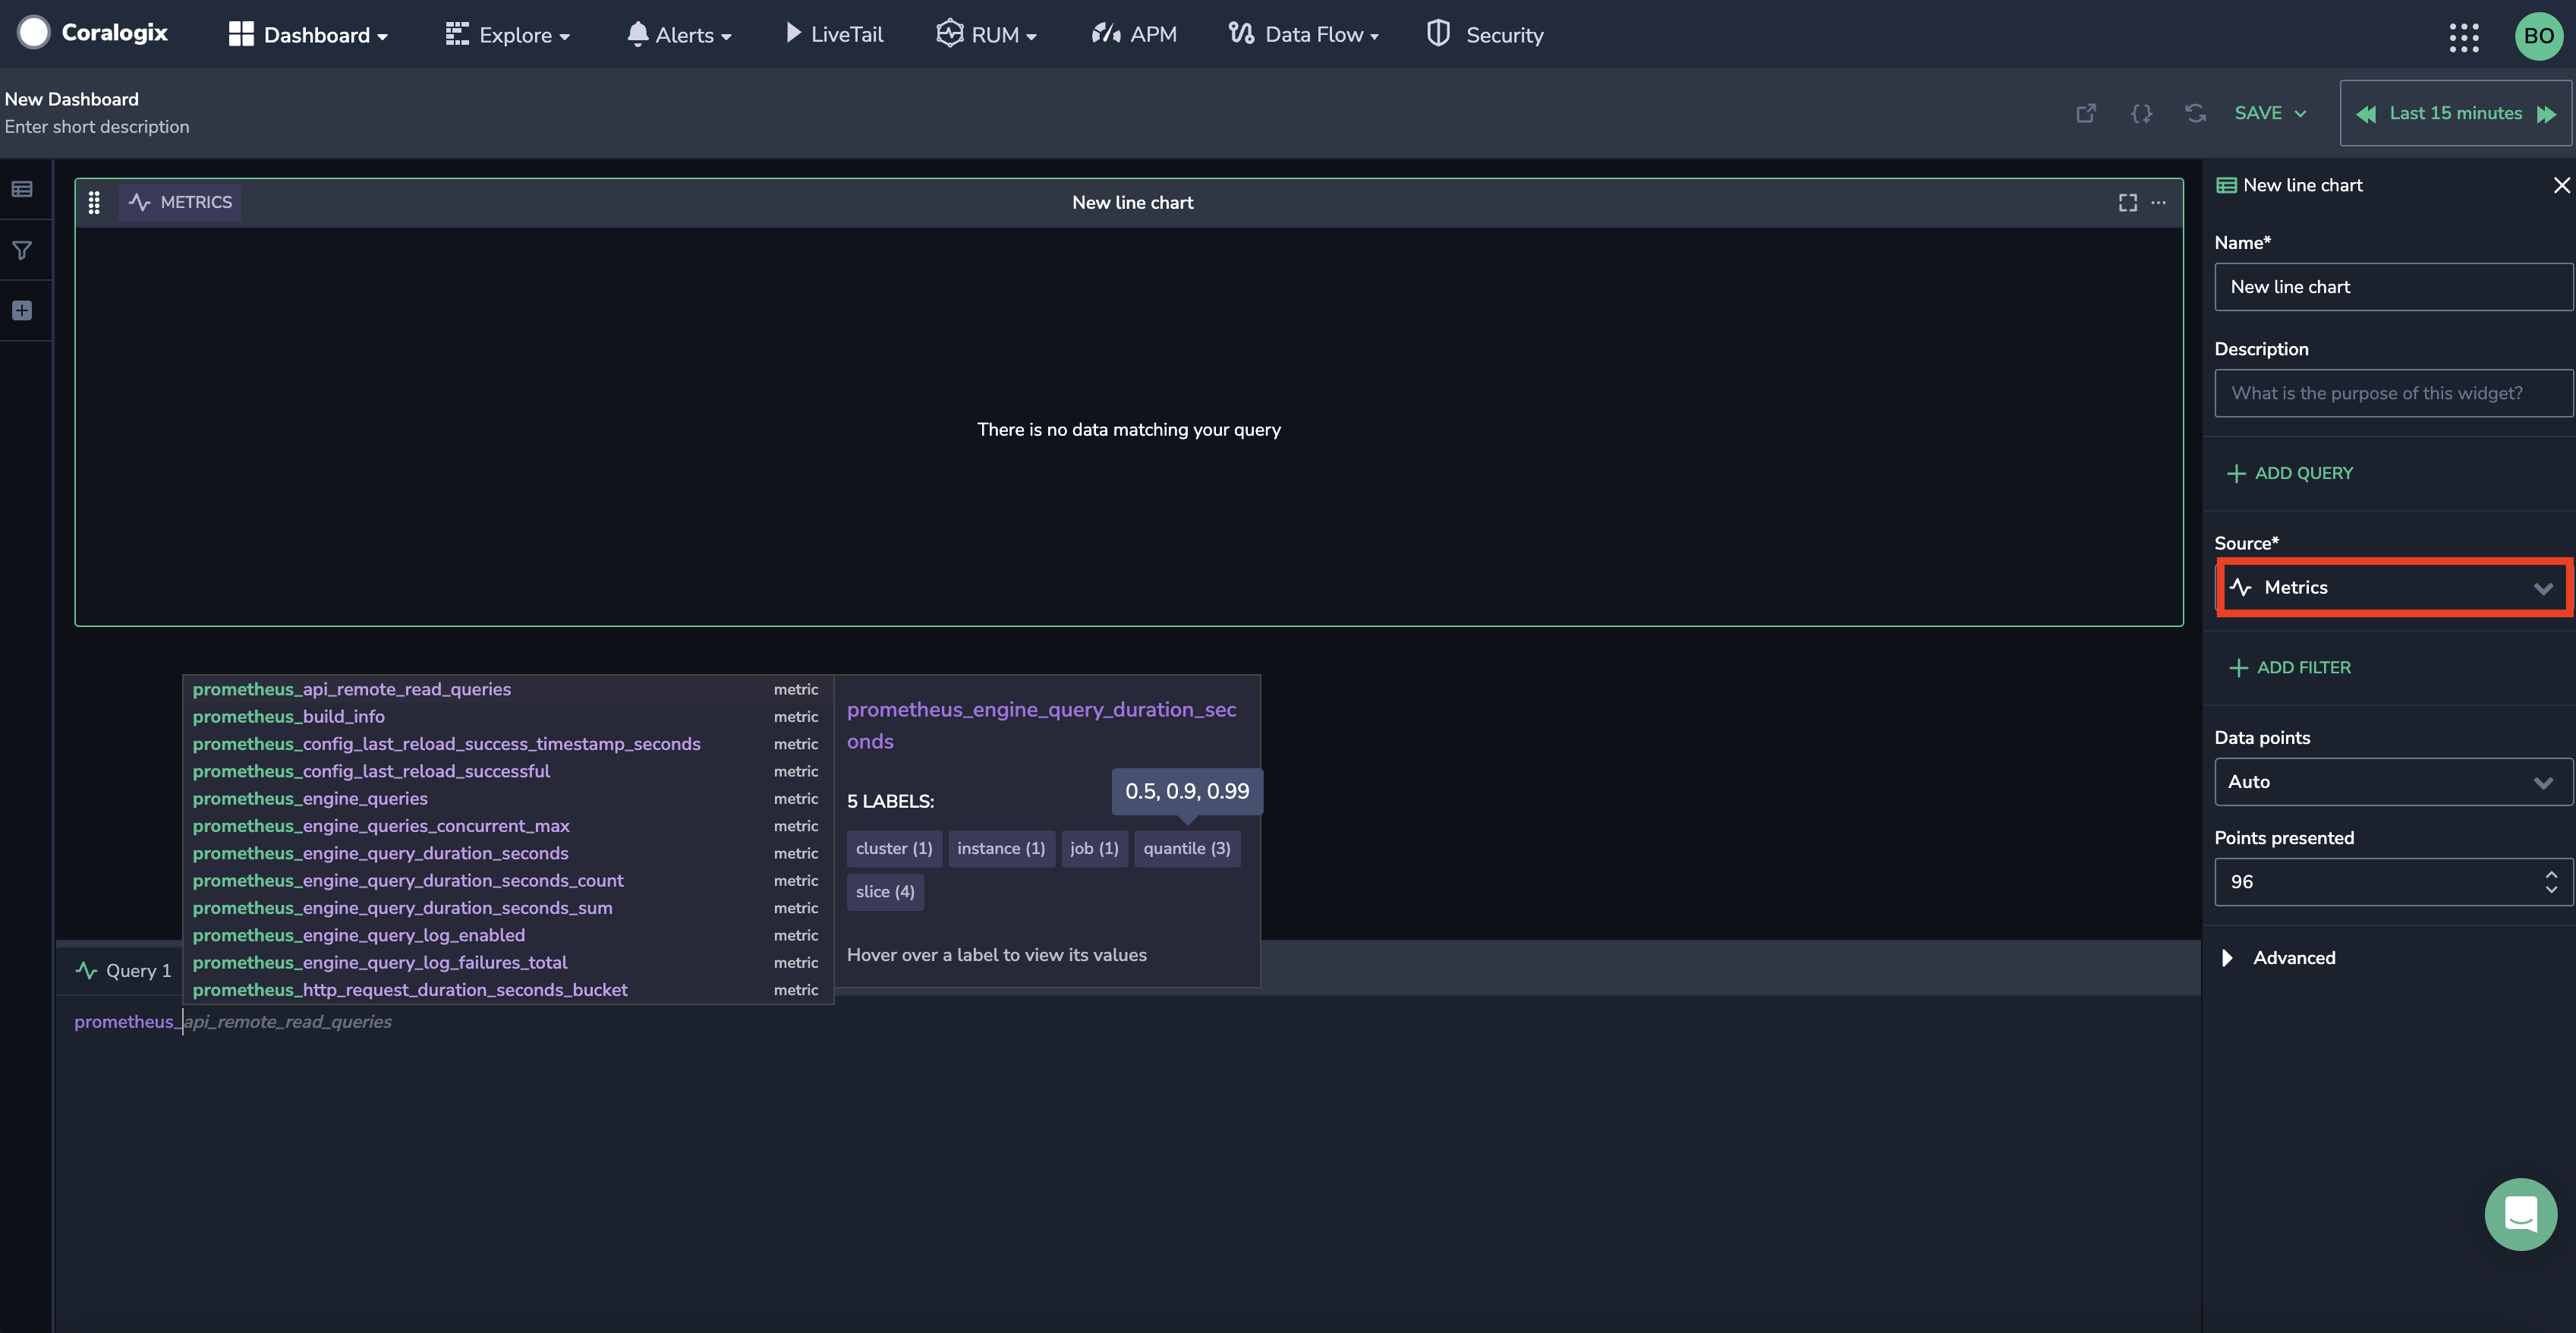 Coralogix
Dashboard
Explore
Alerts
LiveTail
RUM
APM
Data Flow
Security
BO
New Dashboard
Enter short description
SAVE
Last 15 minutes
METRICS
New line chart
There is no data matching your query
New line chart
Name*
New line chart
Description
What is the purpose of this widget?
ADD QUERY
Source*
Metrics
ADD FILTER
Data points
Auto
Points presented
96
Advanced
prometheus_api_remote_read_queries metric
prometheus_build_info metric
prometheus_config_last_reload_success_timestamp_seconds metric
prometheus_config_last_reload_successful metric
prometheus_engine_queries metric
prometheus_engine_queries_concurrent_max metric
prometheus_engine_query_duration_seconds metric
prometheus_engine_query_duration_seconds_count metric
prometheus_engine_query_duration_seconds_sum metric
prometheus_engine_query_log_enabled metric
prometheus_engine_query_log_failures_total metric
prometheus_http_request_duration_seconds_bucket metric
prometheus_engine_query_duration_sec
onds
0.5, 0.9, 0.99
5 LABELS:
cluster (1) instance (1) job (1) quantile (3)
slice (4)
Hover over a label to view its values
Query 1
prometheus_api_remote_read_queries